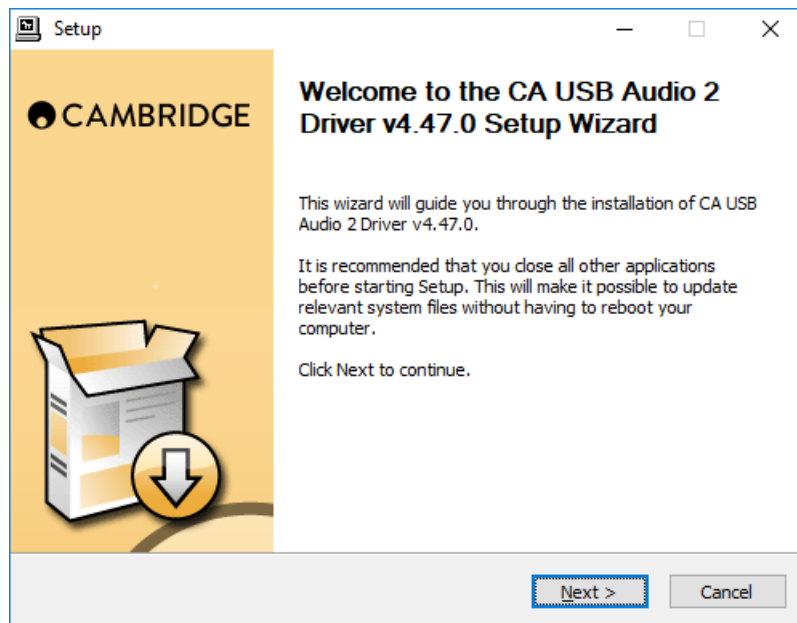 Setup
CAMBRIDGE
Welcome to the CA USB Audio 2
Driver v4.47.0 Setup Wizard
This wizard will guide you through the installation of CA USB
Audio 2 Driver v4.47.0.
It is recommended that you close all other applications
before starting Setup. This will make it possible to update
relevant system files without having to reboot your
computer.
Click Next to continue.
Next >
Cancel